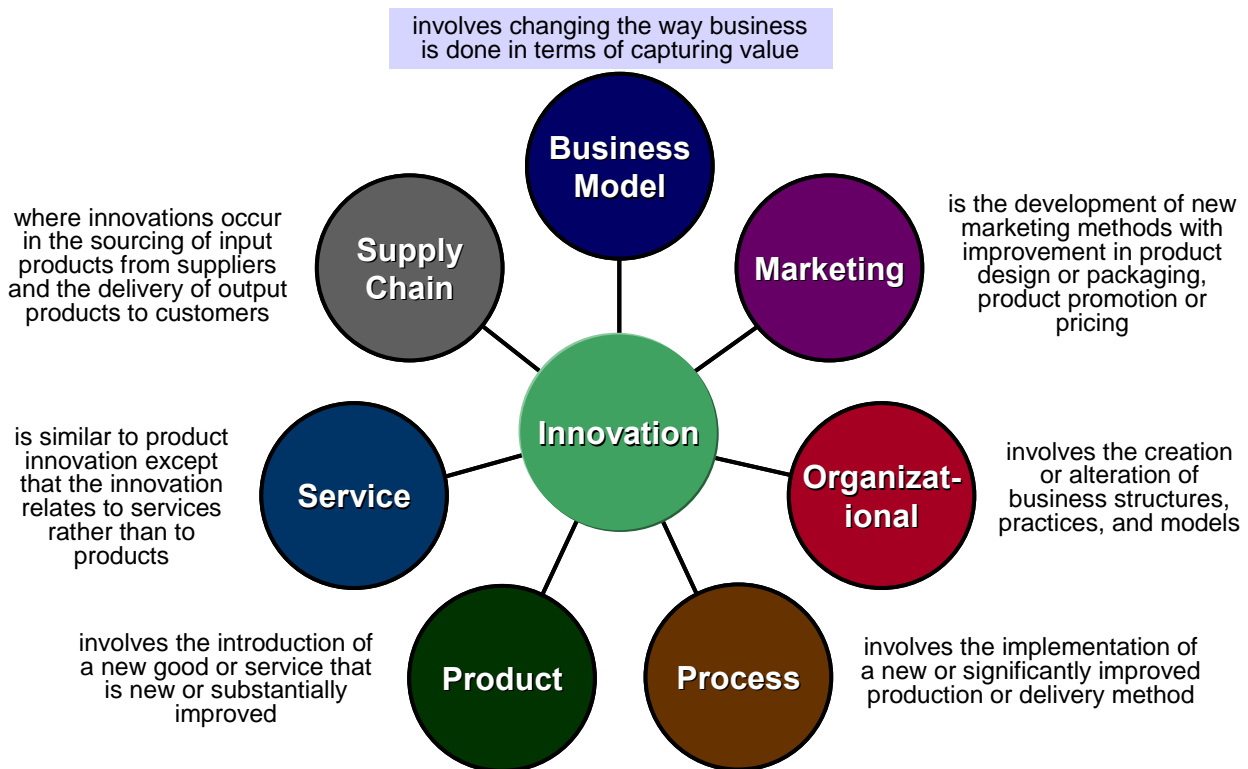 involves changing the way business
is done in terms of capturing value
Business
Model
is the development of new
marketing methods with
improvement in product
design or packaging,
product promotion or
pricing
Marketing
where innovations occur
in the sourcing of input
products from suppliers
and the delivery of output
products to customers
Supply
Chain
Innovation
is similar to product
innovation except
that the innovation
relates to services
rather than to
products
Service
Organizat-
ional
involves the creation
or alteration of
business structures,
practices, and models
involves the introduction of
a new good or service that
is new or substantially
improved
Product
Process
involves the implementation of
a new or significantly improved
production or delivery method